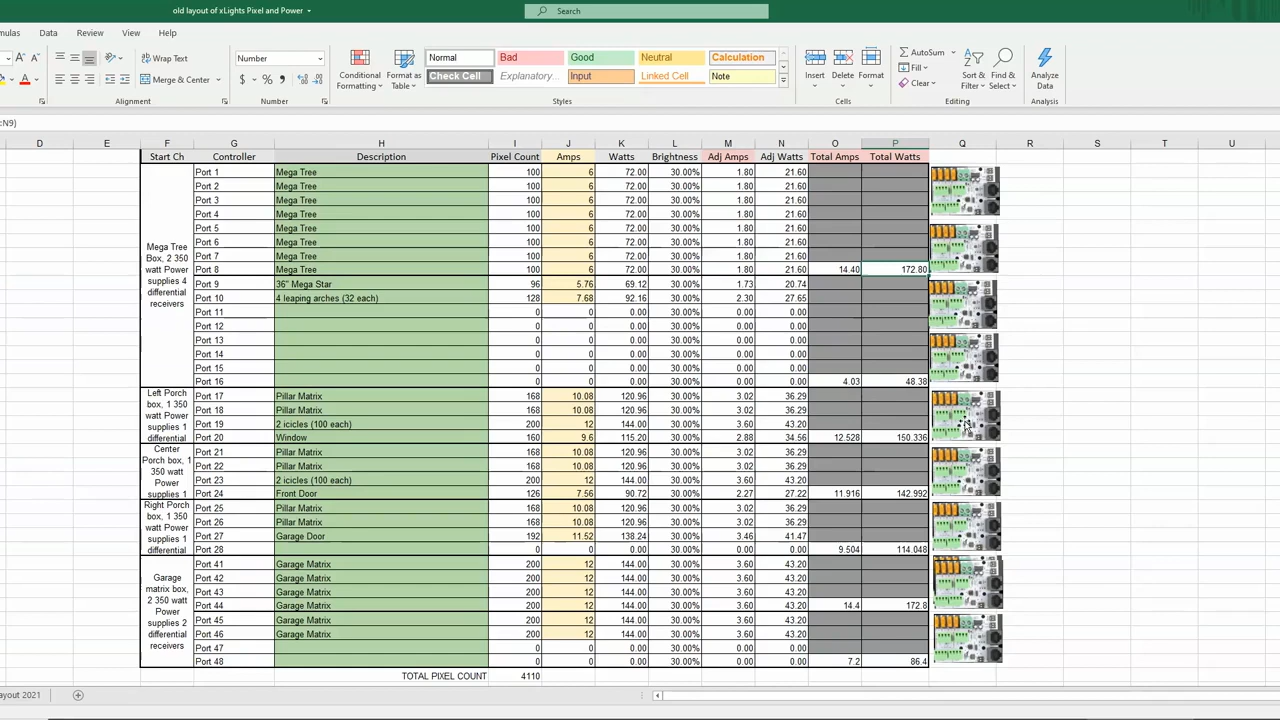 old layout of xLights Pixel and Power
Search
mulas Data Review View Help
Wrap Text
Merge & Center
Alignment
Number
$ % 9
Number
Conditional Formatting
Format as Table
Normal Bad Good Neutral Calculation
Check Cell Explanatory... Input Linked Cell Note
Styles
Insert Delete Format
Cells
AutoSum
Fill
Clear
Sort & Filter
Find & Select
Editing
Analyze Data
Analysis
:N9)
D E F G H I J K L M N O P Q R S T U
Start Ch Controller Description Pixel Count Amps Watts Brightness Adj Amps Adj Watts Total Amps Total Watts
Mega Tree Box, 2 350 watt Power supplies 4 differential receivers
Port 1 Mega Tree 100 6 72.00 30.00% 1.80 21.60
Port 2 Mega Tree 100 6 72.00 30.00% 1.80 21.60
Port 3 Mega Tree 100 6 72.00 30.00% 1.80 21.60
Port 4 Mega Tree 100 6 72.00 30.00% 1.80 21.60
Port 5 Mega Tree 100 6 72.00 30.00% 1.80 21.60
Port 6 Mega Tree 100 6 72.00 30.00% 1.80 21.60
Port 7 Mega Tree 100 6 72.00 30.00% 1.80 21.60
Port 8 Mega Tree 100 6 72.00 30.00% 1.80 21.60 14.40 172.80
Port 9 36" Mega Star 96 5.76 69.12 30.00% 1.73 20.74
Port 10 4 leaping arches (32 each) 128 7.68 92.16 30.00% 2.30 27.65
Port 11 0 0 0.00 30.00% 0.00 0.00
Port 12 0 0 0.00 30.00% 0.00 0.00
Port 13 0 0 0.00 30.00% 0.00 0.00
Port 14 0 0 0.00 30.00% 0.00 0.00
Port 15 0 0 0.00 30.00% 0.00 0.00
Port 16 0 0 0.00 30.00% 0.00 0.00 4.03 48.38
Left Porch box, 1 350 watt Power supplies 1 differential
Port 17 Pillar Matrix 168 10.08 120.96 30.00% 3.02 36.29
Port 18 Pillar Matrix 168 10.08 120.96 30.00% 3.02 36.29
Port 19 2 icicles (100 each) 200 12 144.00 30.00% 3.60 43.20
Port 20 Window 160 9.6 115.20 30.00% 2.88 34.56 12.528 150.336
Center Porch box, 1 350 watt Power supplies 1
Port 21 Pillar Matrix 168 10.08 120.96 30.00% 3.02 36.29
Port 22 Pillar Matrix 168 10.08 120.96 30.00% 3.02 36.29
Port 23 2 icicles (100 each) 200 12 144.00 30.00% 3.60 43.20
Port 24 Front Door 126 7.56 90.72 30.00% 2.27 27.22 11.916 142.992
Right Porch box, 1 350 watt Power supplies 1 differential
Port 25 Pillar Matrix 168 10.08 120.96 30.00% 3.02 36.29
Port 26 Pillar Matrix 168 10.08 120.96 30.00% 3.02 36.29
Port 27 Garage Door 192 11.52 138.24 30.00% 3.46 41.47
Port 28 0 0 0.00 30.00% 0.00 0.00 9.504 114.048
Garage matrix box, 2 350 watt Power supplies 2 differential receivers
Port 41 Garage Matrix 200 12 144.00 30.00% 3.60 43.20
Port 42 Garage Matrix 200 12 144.00 30.00% 3.60 43.20
Port 43 Garage Matrix 200 12 144.00 30.00% 3.60 43.20
Port 44 Garage Matrix 200 12 144.00 30.00% 3.60 43.20 14.4 172.8
Port 45 Garage Matrix 200 12 144.00 30.00% 3.60 43.20
Port 46 Garage Matrix 200 12 144.00 30.00% 3.60 43.20
Port 47 0 0 0.00 30.00% 0.00 0.00
Port 48 0 0 0.00 30.00% 0.00 0.00 7.2 86.4
TOTAL PIXEL COUNT 4110
ayout 2021